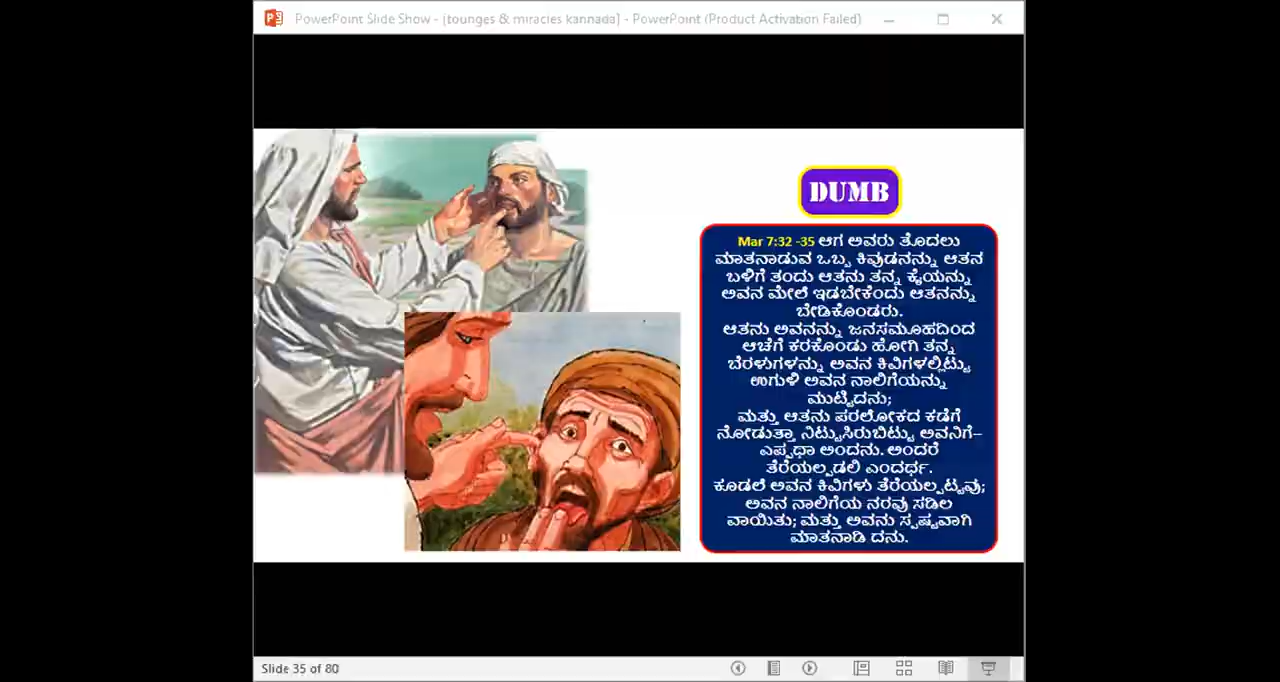 PowerPoint Slide Show - [tounges & miracles kannada] - PowerPoint (Product Activation Failed)
DUMB
Mar 7:32 -35 ಆಗ ಅವರು ತೊದಲು
ಮಾತನಾಡುವ ಒಬ್ಬ ಕಿವುಡನನ್ನು ಆತನ
ಬಳಿಗೆ ತಂದು ಆತನು ತನ್ನ ಕೈಯನ್ನು
ಅವನ ಮೇಲೆ ಇಡಬೇಕೆಂದು ಆತನನ್ನು
ಬೇಡಿಕೊಂಡರು.
ಆತನು ಅವನನ್ನು ಜನಸಮೂಹದಿಂದ
ಆಚೆಗೆ ಕರಕೊಂಡು ಹೋಗಿ ತನ್ನ
ಬೆರಳುಗಳನ್ನು ಅವನ ಕಿವಿಗಳಲ್ಲಿಟ್ಟು
ಉಗುಳಿ ಅವನ ನಾಲಿಗೆಯನ್ನು
ಮುಟ್ಟಿದನು;
ಮತ್ತು ಆತನು ಪರಲೋಕದ ಕಡೆಗೆ
ನೋಡುತ್ತಾ ನಿಟ್ಟುಸಿರುಬಿಟ್ಟು ಅವನಿಗೆ–
ಎಪ್ಫಥಾ ಅಂದನು. ಅಂದರೆ
ತೆರೆಯಲ್ಪಡಲಿ ಎಂದರ್ಥ.
ಕೂಡಲೆ ಅವನ ಕಿವಿಗಳು ತೆರೆಯಲ್ಪಟ್ಟವು;
ಅವನ ನಾಲಿಗೆಯ ನರವು ಸಡಿಲ
ವಾಯಿತು; ಮತ್ತು ಅವನು ಸ್ಪಷ್ಟವಾಗಿ
ಮಾತನಾಡಿ ದನು.
Slide 35 of 80